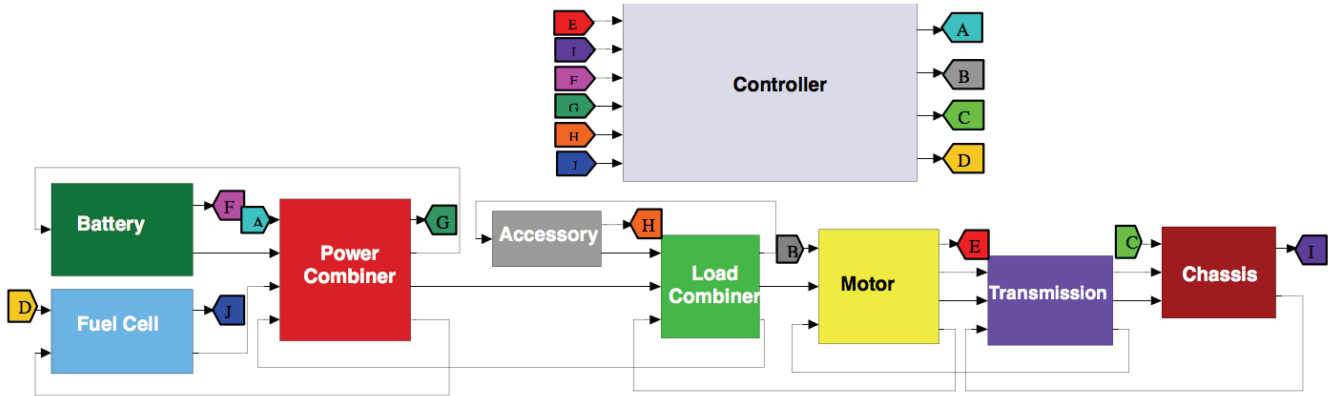 E
I
F
G
H
J
Controller
A
B
C
D
Battery
F
A
Power
Combiner
G
D
Fuel Cell
J
Accessory
H
Load
Combiner
B
Motor
E
Transmission
C
Chassis
I